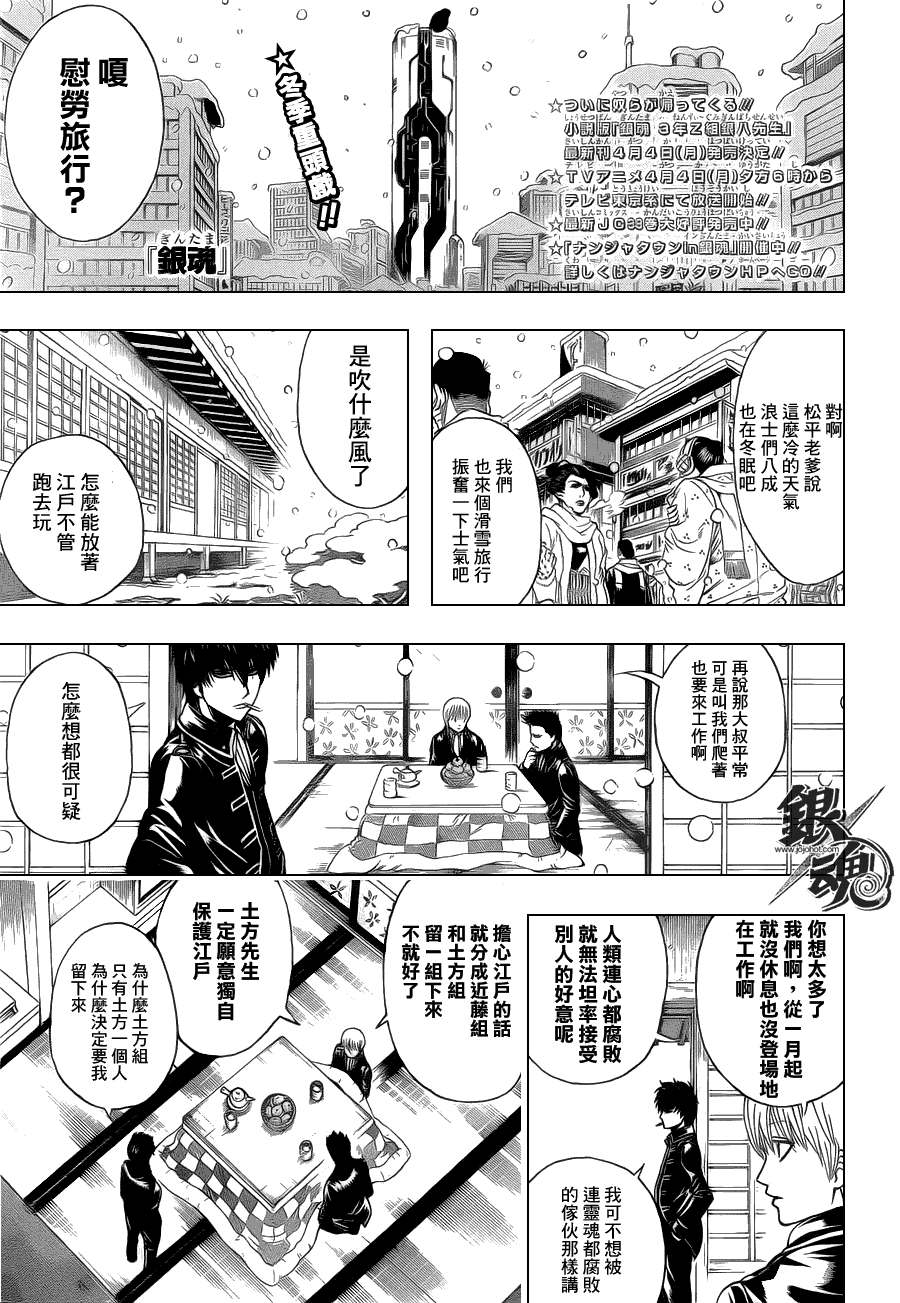 ☆ついに奴らが帰ってくる!!
小説版「銀魂 3年Z組銀八先生」
最新刊4月4日(月)発売決定!!
☆TVアニメ4月4日(月)夕方6時から
テレビ東京系にて放送開始!!
☆最新JC38巻大好評発売中!!
☆「ナンジャタウンin銀魂」開催中!!
詳しくはナンジャタウンHPへGO!!
★冬季重頭戲!!
嗄
慰勞旅行?
ぎんたま
『銀魂』
對啊
松平老爹說
這麼冷的天氣
浪士們八成
也在冬眠吧
我們
也來個滑雪旅行
振奮一下士氣吧
是吹什麼風了
怎麼能放著
江戶不管
跑去玩
再說那大叔平常
可是叫我們爬著
也要來工作啊
怎麼想都很可疑
銀魂
www.jojohot.com
你想太多了
我們啊,從一月起
就沒休息也沒登場地
在工作啊
人類連心都腐敗
就無法坦率接受
別人的好意呢
我可不想被
連靈魂都腐敗
的傢伙那樣講
擔心江戶的話
就分成近藤組
和土方組
留一組下來
不就好了
土方先生
一定願意獨自
保護江戶
為什麼土方組
只有土方一個人
為什麼決定要我
留下來